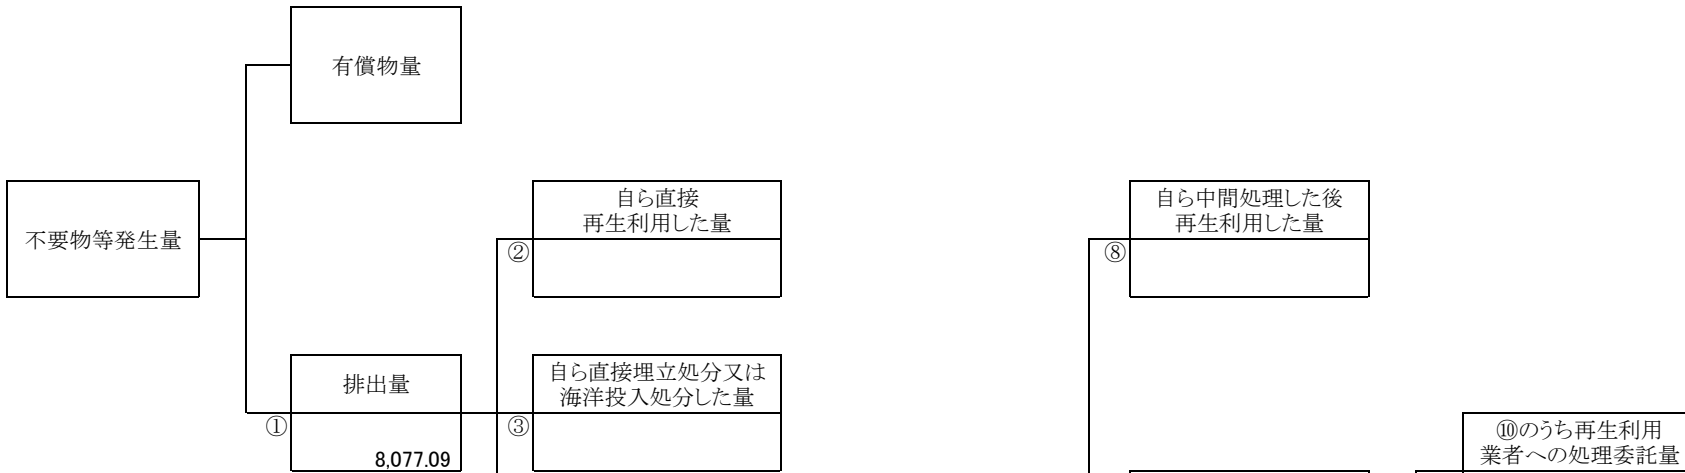 有償物量
不要物等発生量
自ら直接
再生利用した量
②
自ら中間処理した後
再生利用した量
⑧
排出量
①
8,077.09
自ら直接埋立処分又は
海洋投入処分した量
③
⑩のうち再生利用
業者への処理委託量